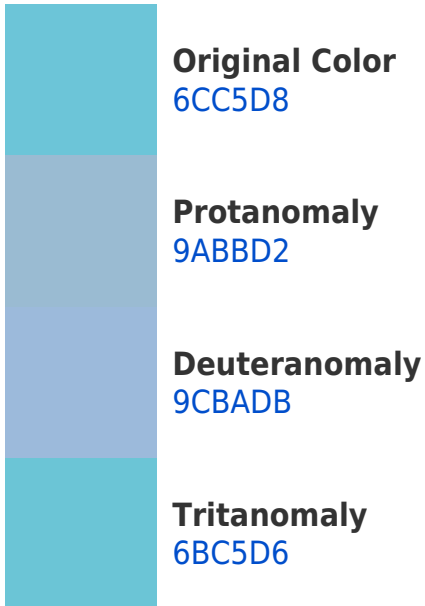 Original Color
6CC5D8
Protanomaly
9ABBD2
Deuteranomaly
9CBADB
Tritanomaly
6BC5D6